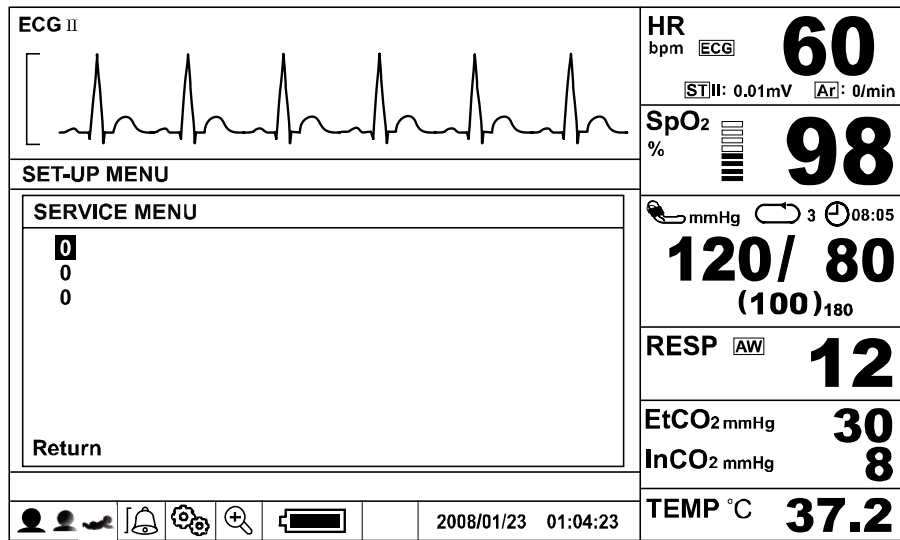 ECG II
SET-UP MENU
SERVICE MENU
0
0
0
Return
2008/01/23 01:04:23
HR
bpm ECG
60
ST II: 0.01mV Ar : 0/min
SpO2
%
98
mmHg 3 08:05
120/ 80
(100)180
RESP AW
12
EtCO2 mmHg
30
InCO2 mmHg
8
TEMP °C
37.2